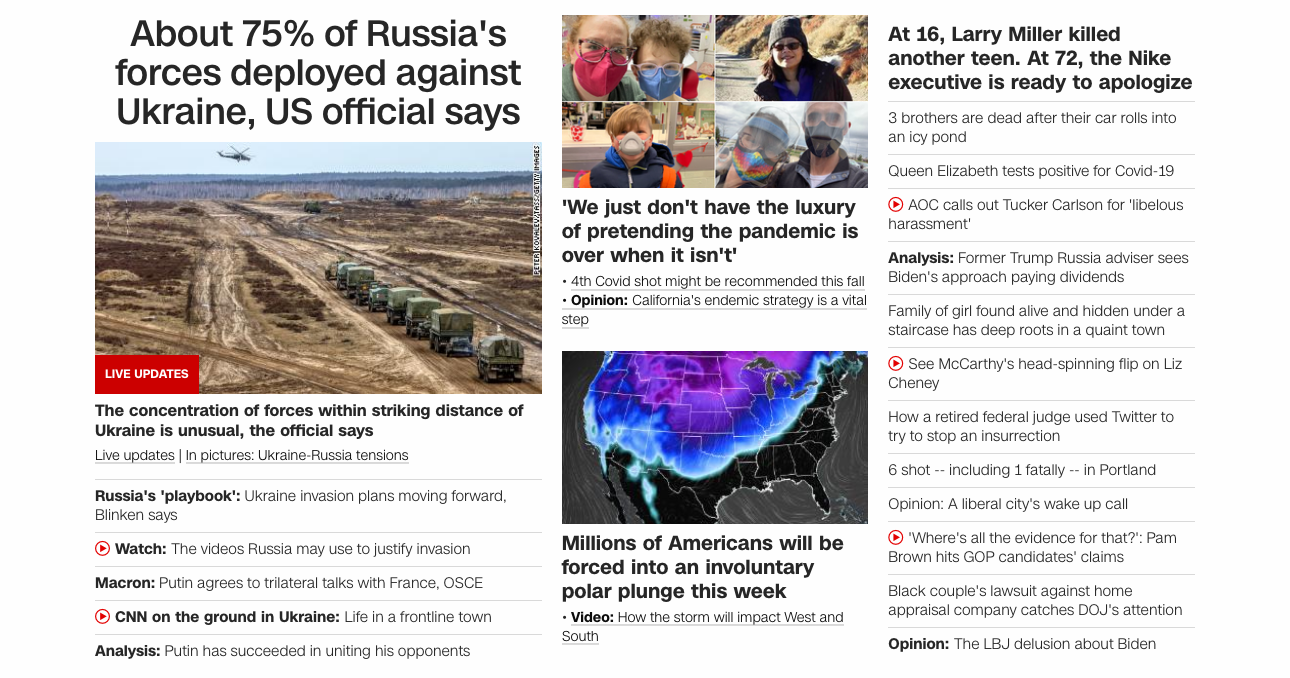 About 75% of Russia's
forces deployed against
Ukraine, US official says
PETER KOVALEV/TASS/GETTY IMAGES
LIVE UPDATES
The concentration of forces within striking distance of
Ukraine is unusual, the official says
Live updates | In pictures: Ukraine-Russia tensions
Russia's 'playbook': Ukraine invasion plans moving forward,
Blinken says
Watch: The videos Russia may use to justify invasion
Macron: Putin agrees to trilateral talks with France, OSCE
CNN on the ground in Ukraine: Life in a frontline town
Analysis: Putin has succeeded in uniting his opponents
'We just don't have the luxury
of pretending the pandemic is
over when it isn't'
• 4th Covid shot might be recommended this fall
• Opinion: California's endemic strategy is a vital
step
Millions of Americans will be
forced into an involuntary
polar plunge this week
• Video: How the storm will impact West and
South
At 16, Larry Miller killed
another teen. At 72, the Nike
executive is ready to apologize
3 brothers are dead after their car rolls into
an icy pond
Queen Elizabeth tests positive for Covid-19
AOC calls out Tucker Carlson for 'libelous
harassment'
Analysis: Former Trump Russia adviser sees
Biden's approach paying dividends
Family of girl found alive and hidden under a
staircase has deep roots in a quaint town
See McCarthy's head-spinning flip on Liz
Cheney
How a retired federal judge used Twitter to
try to stop an insurrection
6 shot -- including 1 fatally -- in Portland
Opinion: A liberal city's wake up call
'Where's all the evidence for that?': Pam
Brown hits GOP candidates' claims
Black couple's lawsuit against home
appraisal company catches DOJ's attention
Opinion: The LBJ delusion about Biden